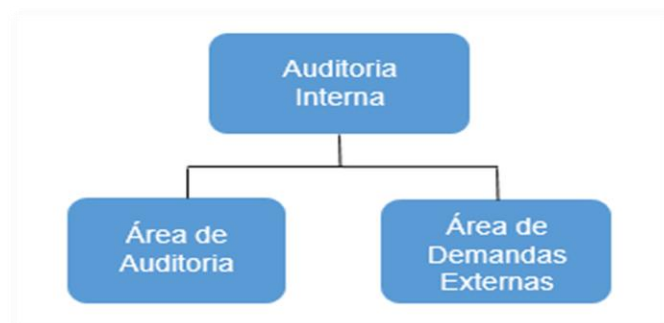 Auditoria
Interna
Área de
Auditoria
Área de
Demandas
Externas